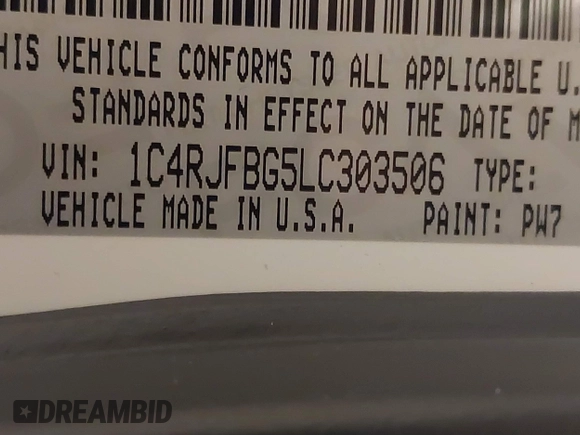 HIS VEHICLE CONFORMS TO ALL APPLICABLE U.
STANDARDS IN EFFECT ON THE DATE OF M
VIN: 1C4RJFBG5LC303506 TYPE:
VEHICLE MADE IN U.S.A. PAINT: PW7
DREAMBID